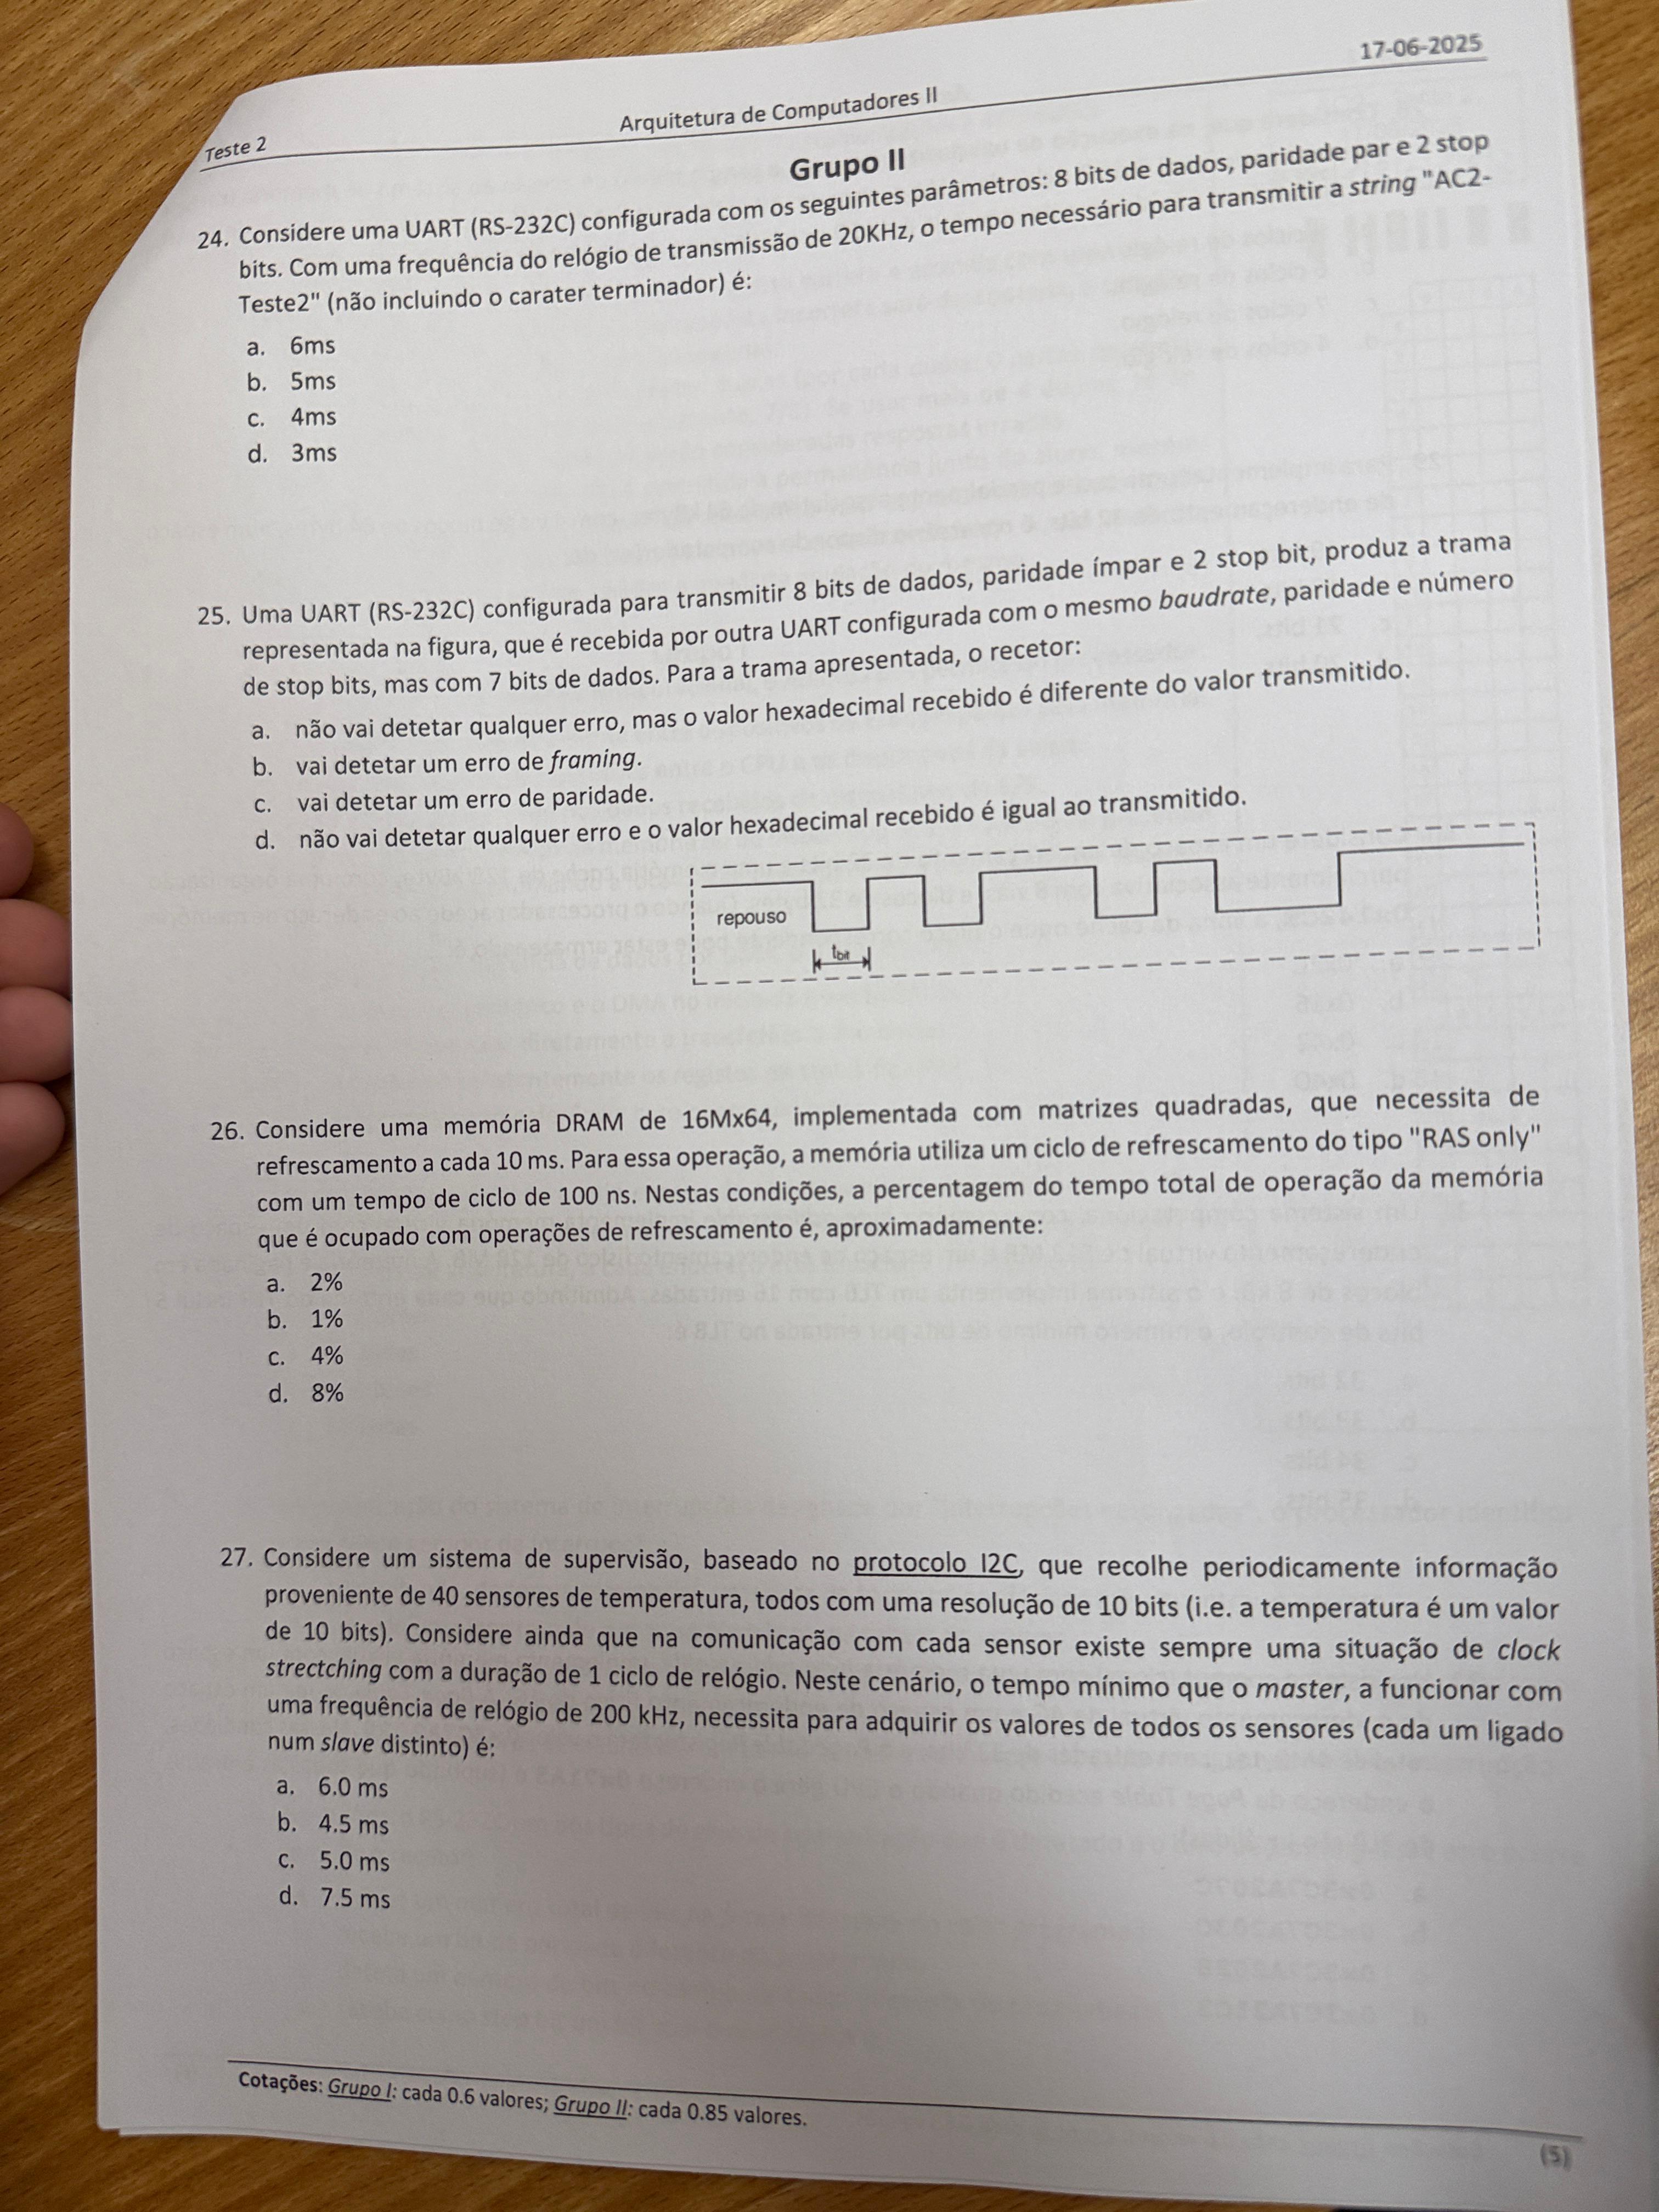 17-06-2025
Teste 2
Arquitetura de Computadores II
Grupo II
24. Considere uma UART (RS-232C) configurada com os seguintes parâmetros: 8 bits de dados, paridade par e 2 stop
bits. Com uma frequência do relógio de transmissão de 20KHz, o tempo necessário para transmitir a string "AC2-
Teste2" (não incluindo o carater terminador) é:
a. 6ms
b. 5ms
c. 4ms
d. 3ms
25. Uma UART (RS-232C) configurada para transmitir 8 bits de dados, paridade ímpar e 2 stop bit, produz a trama
representada na figura, que é recebida por outra UART configurada com o mesmo baudrate, paridade e número
de stop bits, mas com 7 bits de dados. Para a trama apresentada, o recetor:
a. não vai detetar qualquer erro, mas o valor hexadecimal recebido é diferente do valor transmitido.
b. vai detetar um erro de framing.
c. vai detetar um erro de paridade.
d. não vai detetar qualquer erro e o valor hexadecimal recebido é igual ao transmitido.
repouso
tbit
26. Considere uma memória DRAM de 16Mx64, implementada com matrizes quadradas, que necessita de
refrescamento a cada 10 ms. Para essa operação, a memória utiliza um ciclo de refrescamento do tipo "RAS only"
com um tempo de ciclo de 100 ns. Nestas condições, a percentagem do tempo total de operação da memória
que é ocupado com operações de refrescamento é, aproximadamente:
a. 2%
b. 1%
c. 4%
d. 8%
27. Considere um sistema de supervisão, baseado no protocolo I2C, que recolhe periodicamente informação
proveniente de 40 sensores de temperatura, todos com uma resolução de 10 bits (i.e. a temperatura é um valor
de 10 bits). Considere ainda que na comunicação com cada sensor existe sempre uma situação de clock
strectching com a duração de 1 ciclo de relógio. Neste cenário, o tempo mínimo que o master, a funcionar com
uma frequência de relógio de 200 kHz, necessita para adquirir os valores de todos os sensores (cada um ligado
num slave distinto) é:
a. 6.0 ms
b. 4.5 ms
c. 5.0 ms
d. 7.5 ms
Cotações: Grupo I: cada 0.6 valores; Grupo II: cada 0.85 valores.
(5)